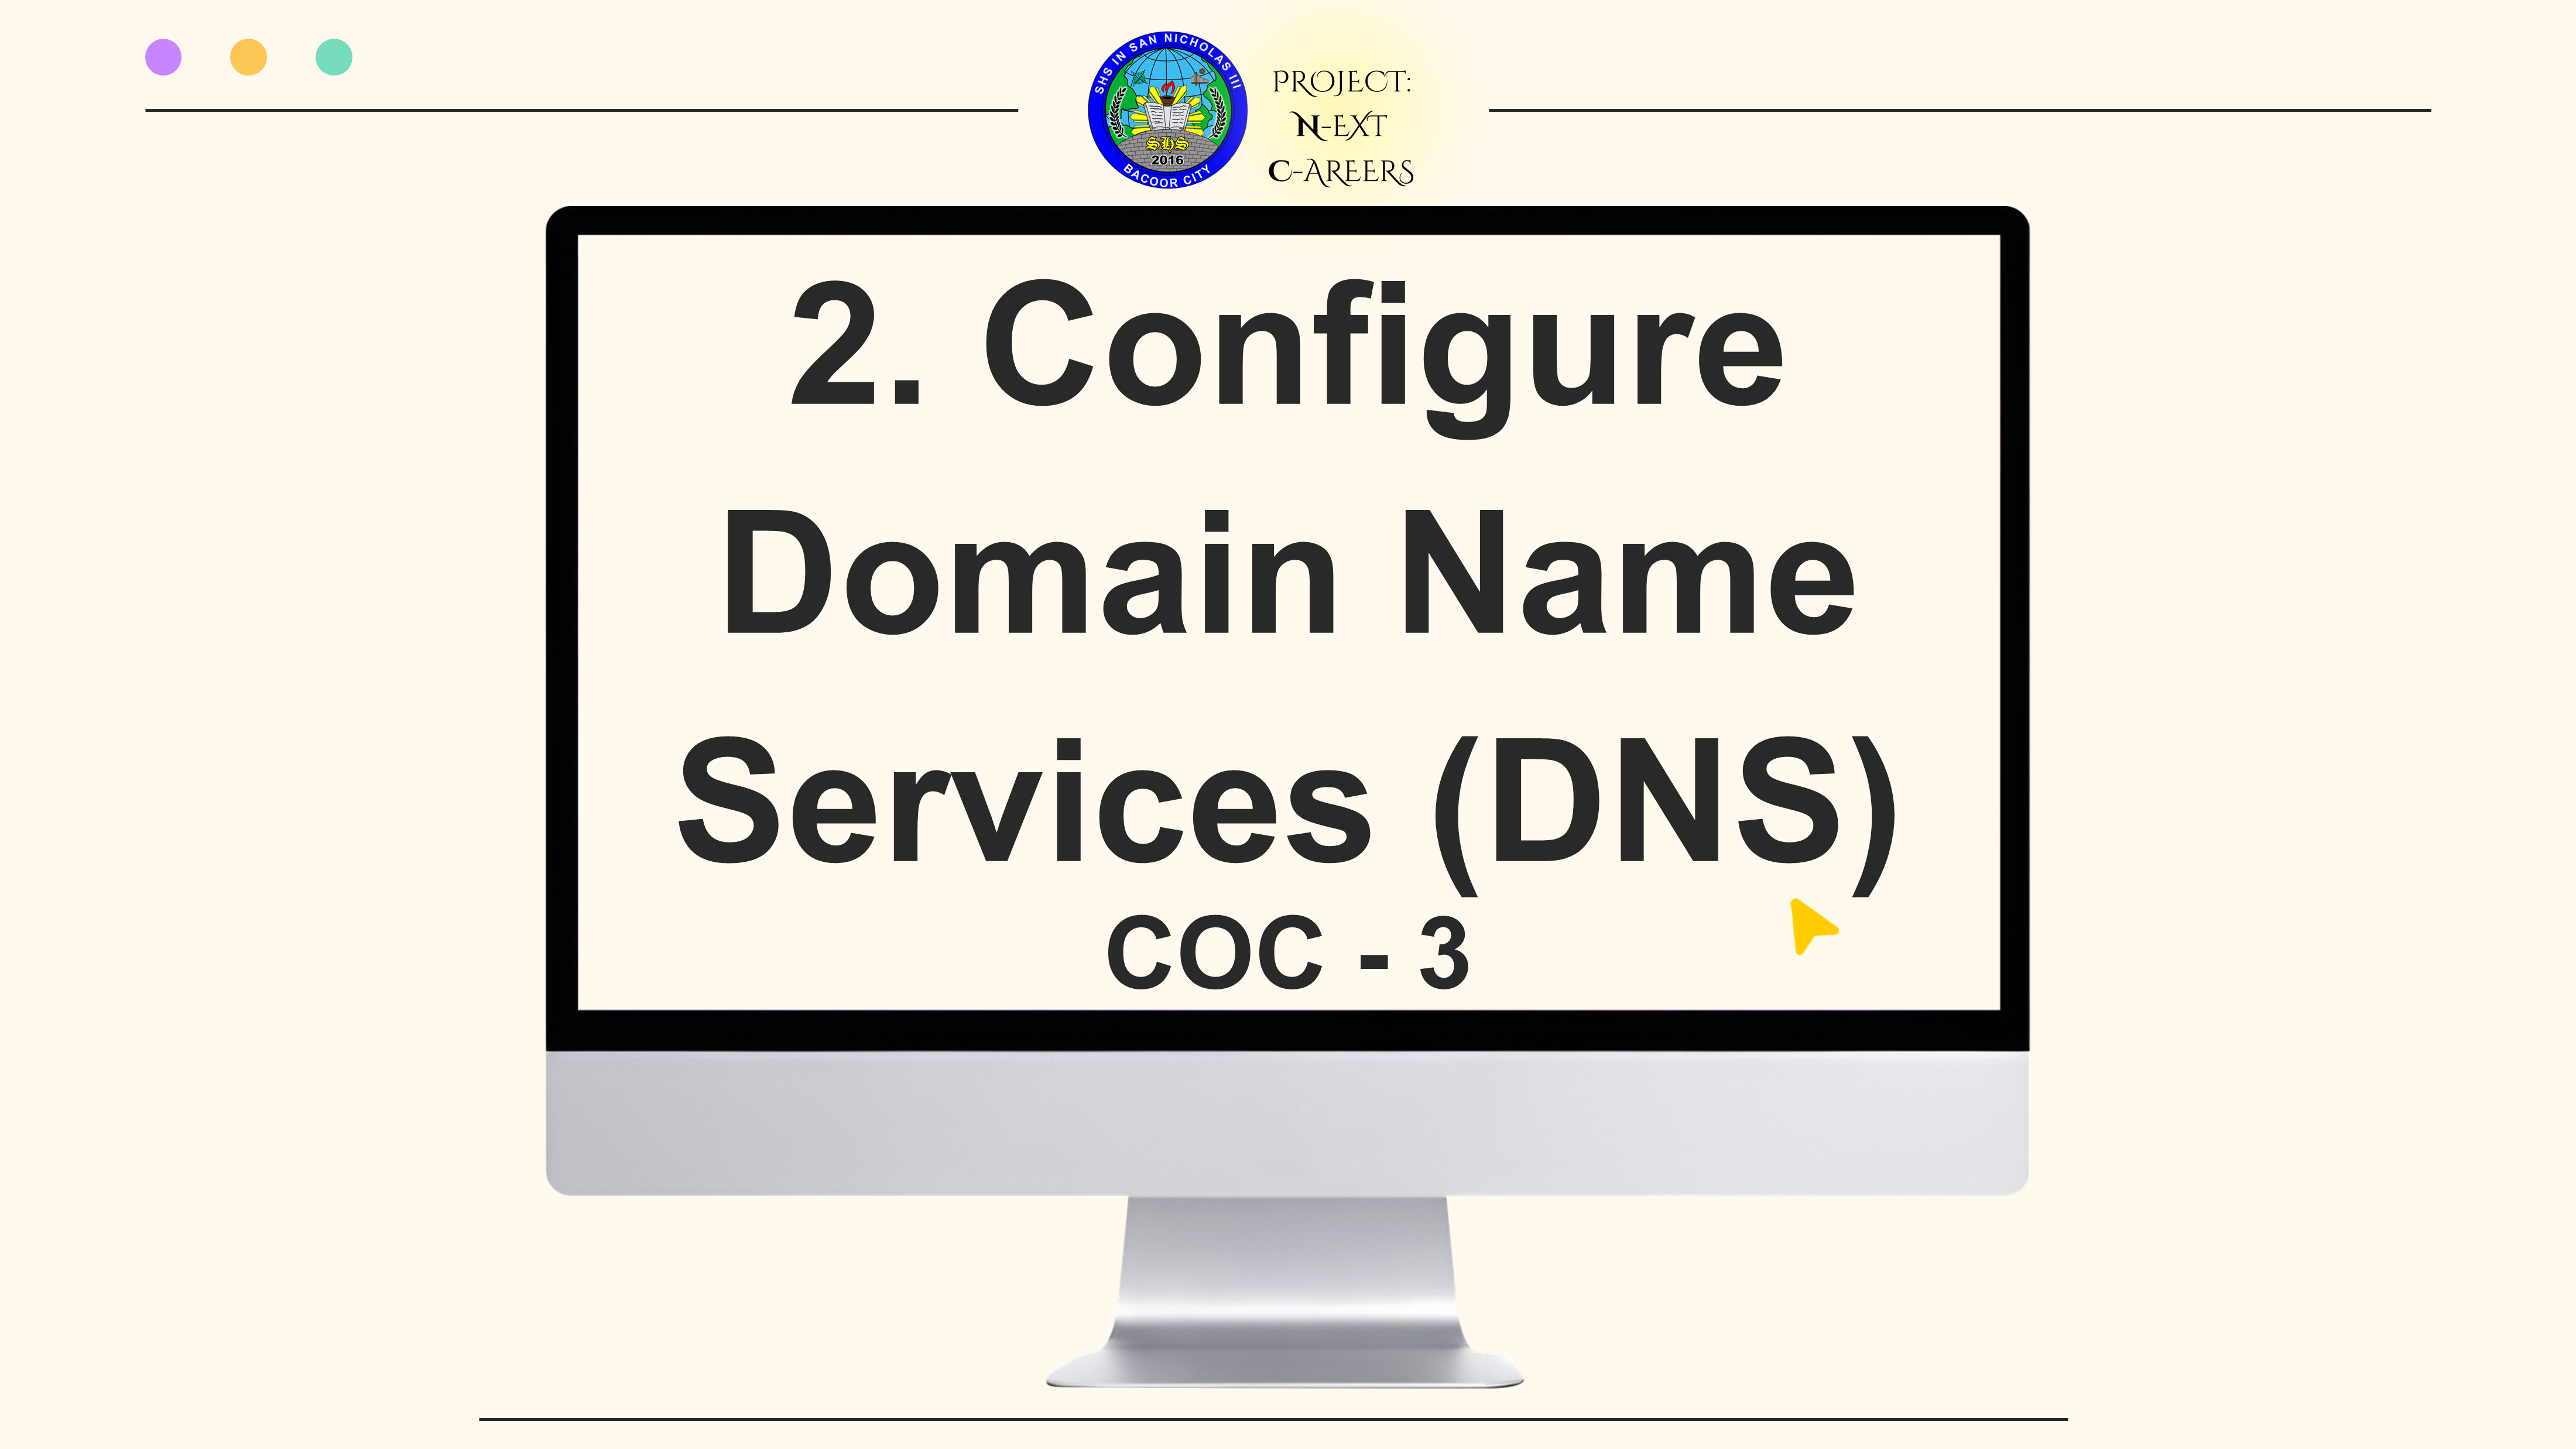 SHS IN SAN NICHOLAS III
SHS
2016
BACOOR CITY
PROJECT:
N-EXT
C-AREERS
2. Configure
Domain Name
Services (DNS)
COC - 3